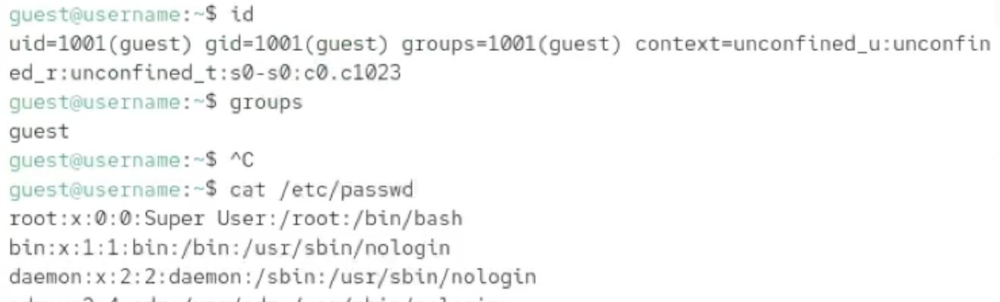 guest@username:~$ id
uid=1001(guest) gid=1001(guest) groups=1001(guest) context=unconfined_u:unconfin
ed_r:unconfined_t:s0-s0:c0.c1023
guest@username:~$ groups
guest
guest@username:~$ ^C
guest@username:~$ cat /etc/passwd
root:x:0:0:Super User:/root:/bin/bash
bin:x:1:1:bin:/bin:/usr/sbin/nologin
daemon:x:2:2:daemon:/sbin:/usr/sbin/nologin